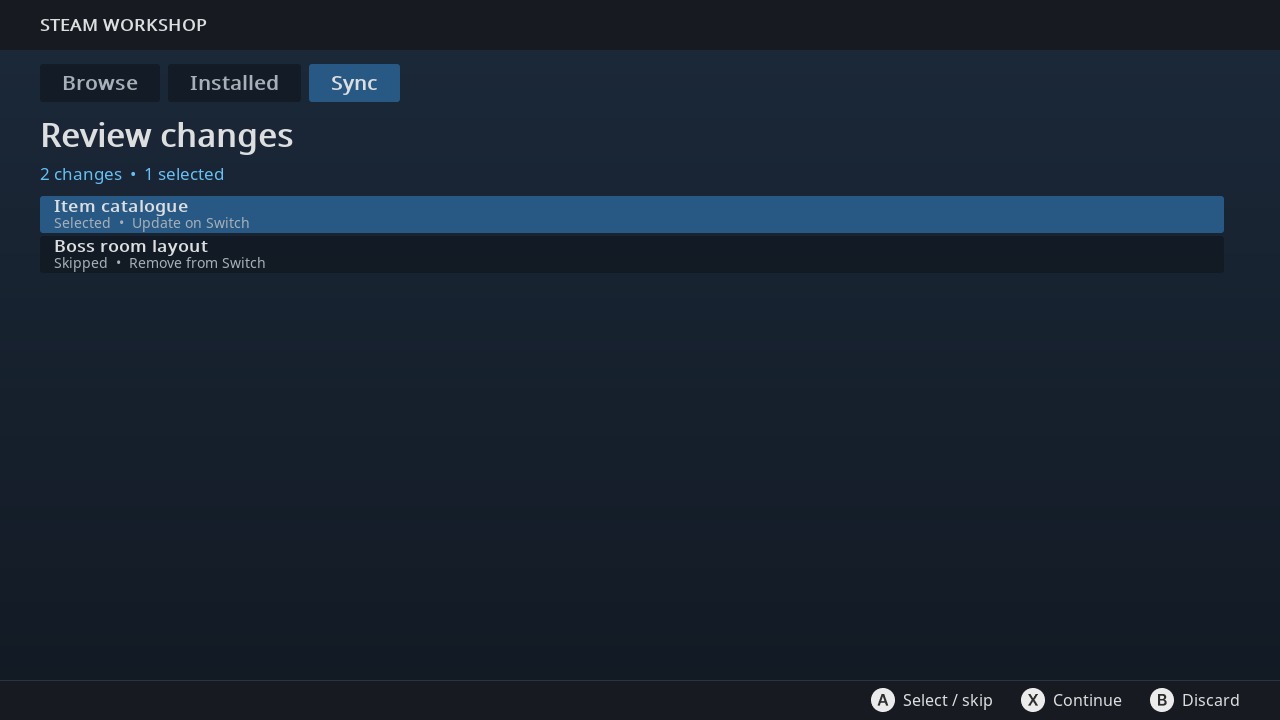 STEAM WORKSHOP
Browse Installed Sync
Review changes
2 changes • 1 selected
Item catalogue
Selected • Update on Switch
Boss room layout
Skipped • Remove from Switch
A Select / skip X Continue B Discard